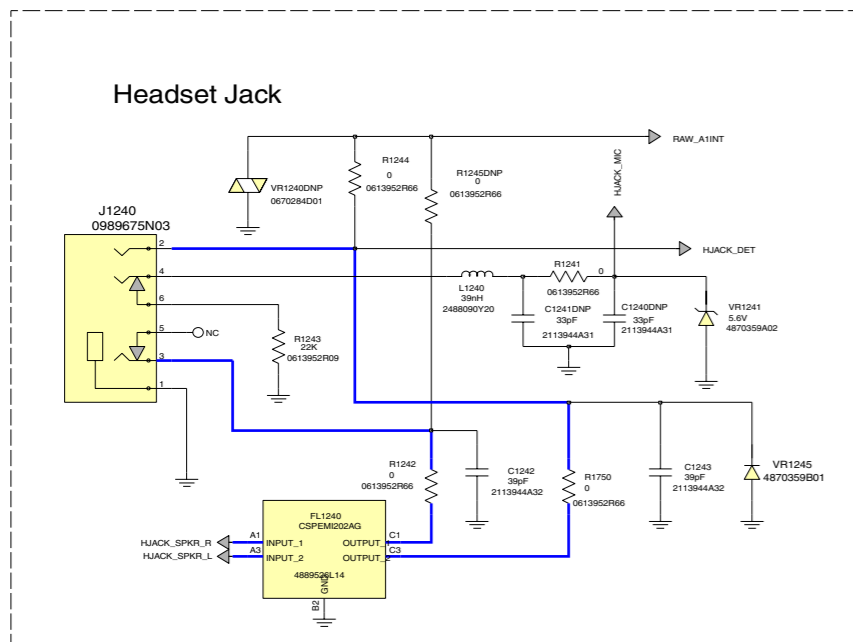 Headset Jack
RAW_A1INT
R1244
0
0613952R66
R1245DNP
0
0613952R66
VR1240DNP
0670284D01
HJACK_MIC
J1240
0989675N03
2
HJACK_DET
4
R1241
0
0613952R66
L1240
39nH
2488090Y20
C1241DNP
33pF
2113944A31
C1240DNP
33pF
2113944A31
VR1241
5.6V
4870359A02
6
5
NC
R1243
22K
0613952R09
3
1
R1242
0
0613952R66
C1242
39pF
2113944A32
R1750
0
0613952R66
C1243
39pF
2113944A32
VR1245
4870359B01
FL1240
CSPEMI202AG
HJACK_SPKR_R
A1
INPUT_1
OUTPUT_1
C1
HJACK_SPKR_L
A3
INPUT_2
OUTPUT_2
C3
4889526L14
GND
B2